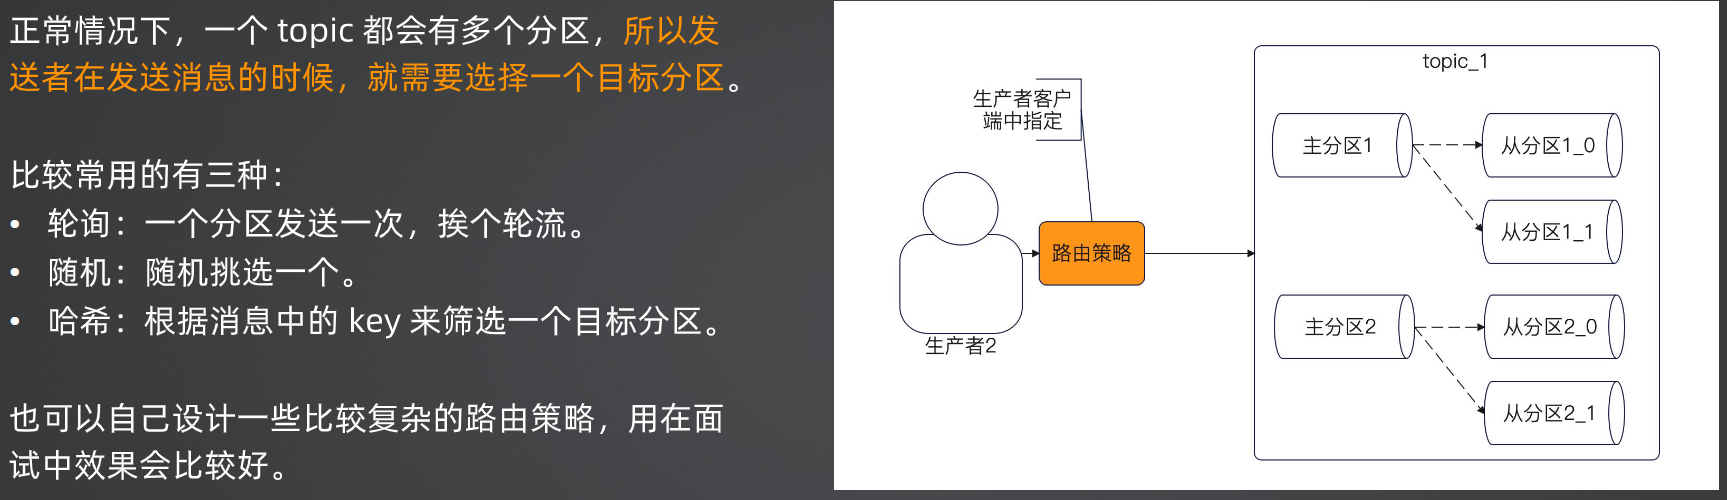 正常情况下，一个 topic 都会有多个分区，所以发
送者在发送消息的时候，就需要选择一个目标分区。
比较常用的有三种：
• 轮询：一个分区发送一次，挨个轮流。
• 随机：随机挑选一个。
• 哈希：根据消息中的 key 来筛选一个目标分区。
也可以自己设计一些比较复杂的路由策略，用在面
试中效果会比较好。
生产者客户
端中指定
路由策略
生产者2
topic_1
主分区1
从分区1_0
从分区1_1
主分区2
从分区2_0
从分区2_1